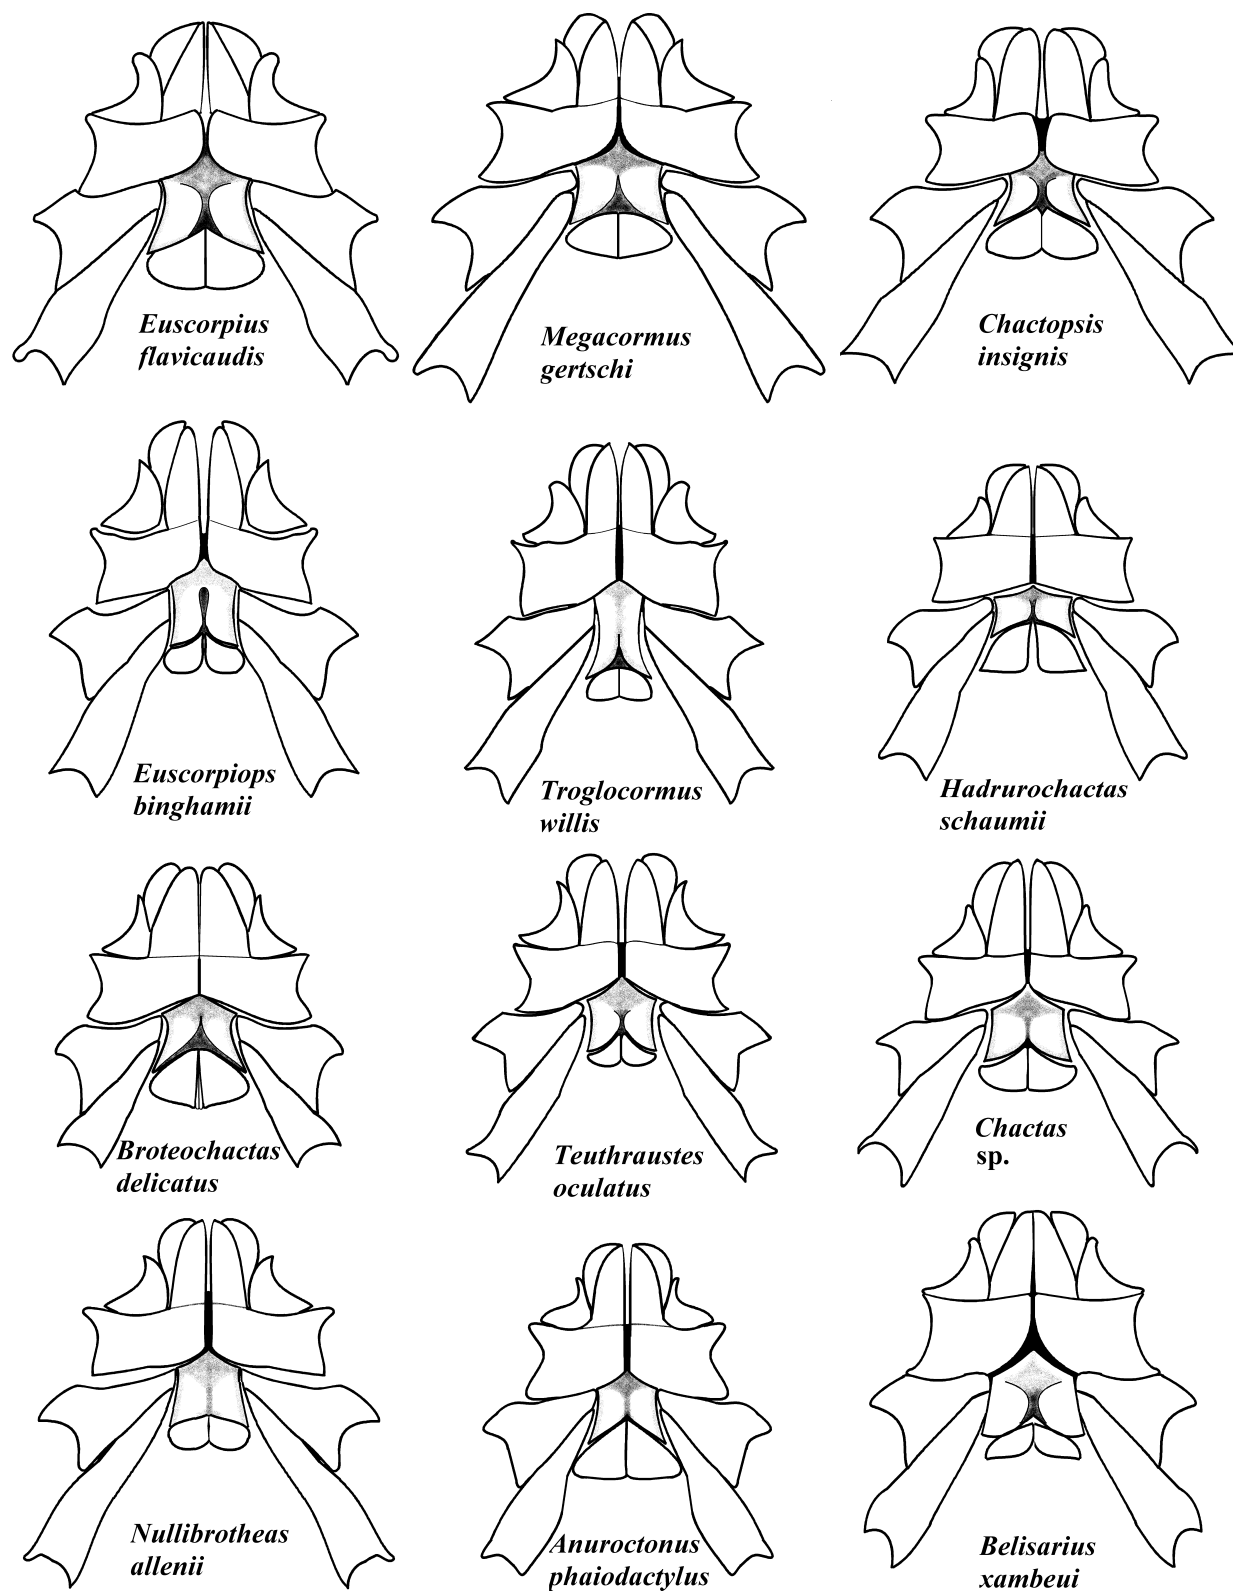 Euscorpius
flavicaudis
Megacormus
gertschi
Chactopsis
insignis
Euscorpiops
binghamii
Troglocormus
willis
Hadrurochactas
schaumii
Broteochactas
delicatus
Teuthraustes
oculatus
Chactas
sp.
Nullibrotheas
allenii
Anuroctonus
phaiodactylus
Belisarius
xambeui